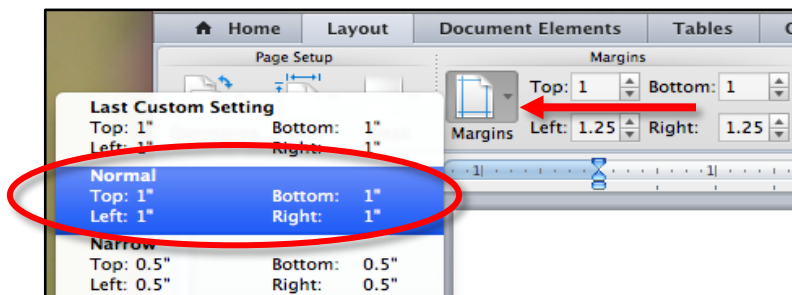 Home Layout Document Elements Tables
Page Setup Margins
Last Custom Setting
Top: 1" Bottom: 1"
Left: 1" Right: 1"
Normal
Top: 1" Bottom: 1"
Left: 1" Right: 1"
Narrow
Top: 0.5" Bottom: 0.5"
Left: 0.5" Right: 0.5"
Margins
Top: 1 Bottom: 1
Left: 1.25 Right: 1.25
1 1